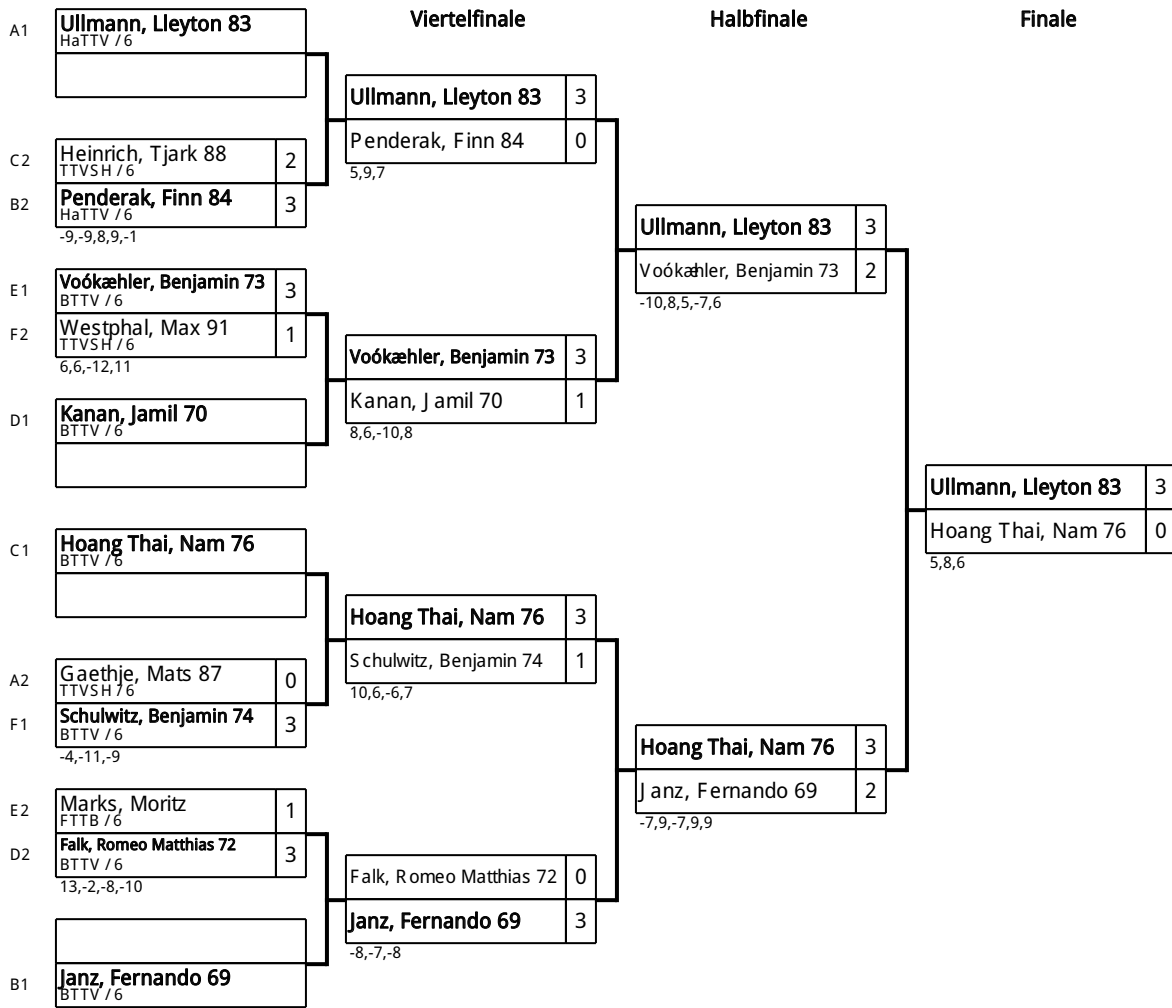 Viertelfinale
Halbfinale
Finale
A1
Ullmann, Lleyton 83
HaTTV / 6
Ullmann, Lleyton 83 3
Penderak, Finn 84 0
5,9,7
C2
Heinrich, Tjark 88 2
TTVSH / 6
B2
Penderak, Finn 84 3
HaTTV / 6
-9,-9,8,9,-1
Ullmann, Lleyton 83 3
Voókæhler, Benjamin 73 2
-10,8,5,-7,6
E1
Voókæhler, Benjamin 73 3
BTTV / 6
F2
Westphal, Max 91 1
TTVSH / 6
6,6,-12,11
Voókæhler, Benjamin 73 3
Kanan, Jamil 70 1
8,6,-10,8
D1
Kanan, Jamil 70
BTTV / 6
Ullmann, Lleyton 83 3
Hoang Thai, Nam 76 0
5,8,6
C1
Hoang Thai, Nam 76
BTTV / 6
Hoang Thai, Nam 76 3
Schulwitz, Benjamin 74 1
10,6,-6,7
A2
Gaethje, Mats 87 0
TTVSH / 6
F1
Schulwitz, Benjamin 74 3
BTTV / 6
-4,-11,-9
Hoang Thai, Nam 76 3
Janz, Fernando 69 2
-7,9,-7,9,9
E2
Marks, Moritz 1
FTTB / 6
D2
Falk, Romeo Matthias 72 3
BTTV / 6
13,-2,-8,-10
Falk, Romeo Matthias 72 0
Janz, Fernando 69 3
-8,-7,-8
B1
Janz, Fernando 69
BTTV / 6